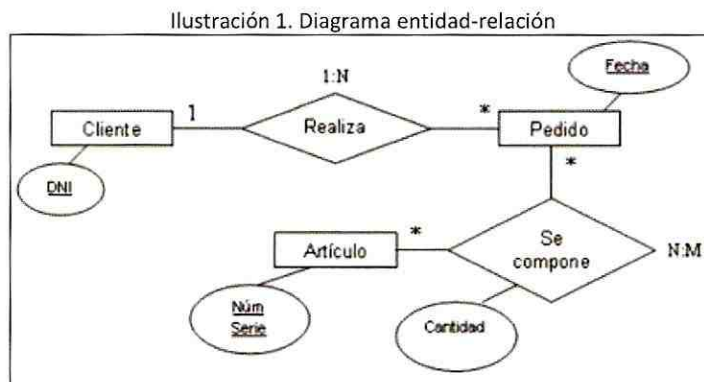 Ilustración 1. Diagrama entidad-relación
Fecha
1:N
Cliente
1
Realiza
*
Pedido
DNI
*
Artículo
*
Se
compone
N:M
Núm
Serie
Cantidad